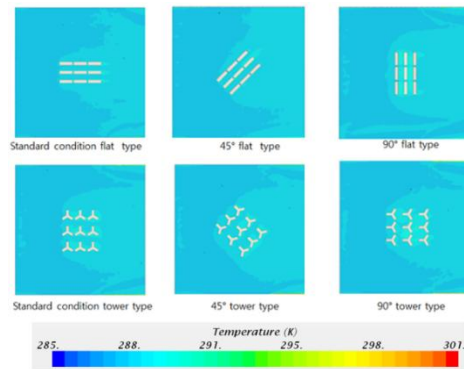 Standard condition flat type
45° flat type
90° flat type
Standard condition tower type
45° tower type
90° tower type
Temperature (K)
285. 288. 291. 295. 298. 301.